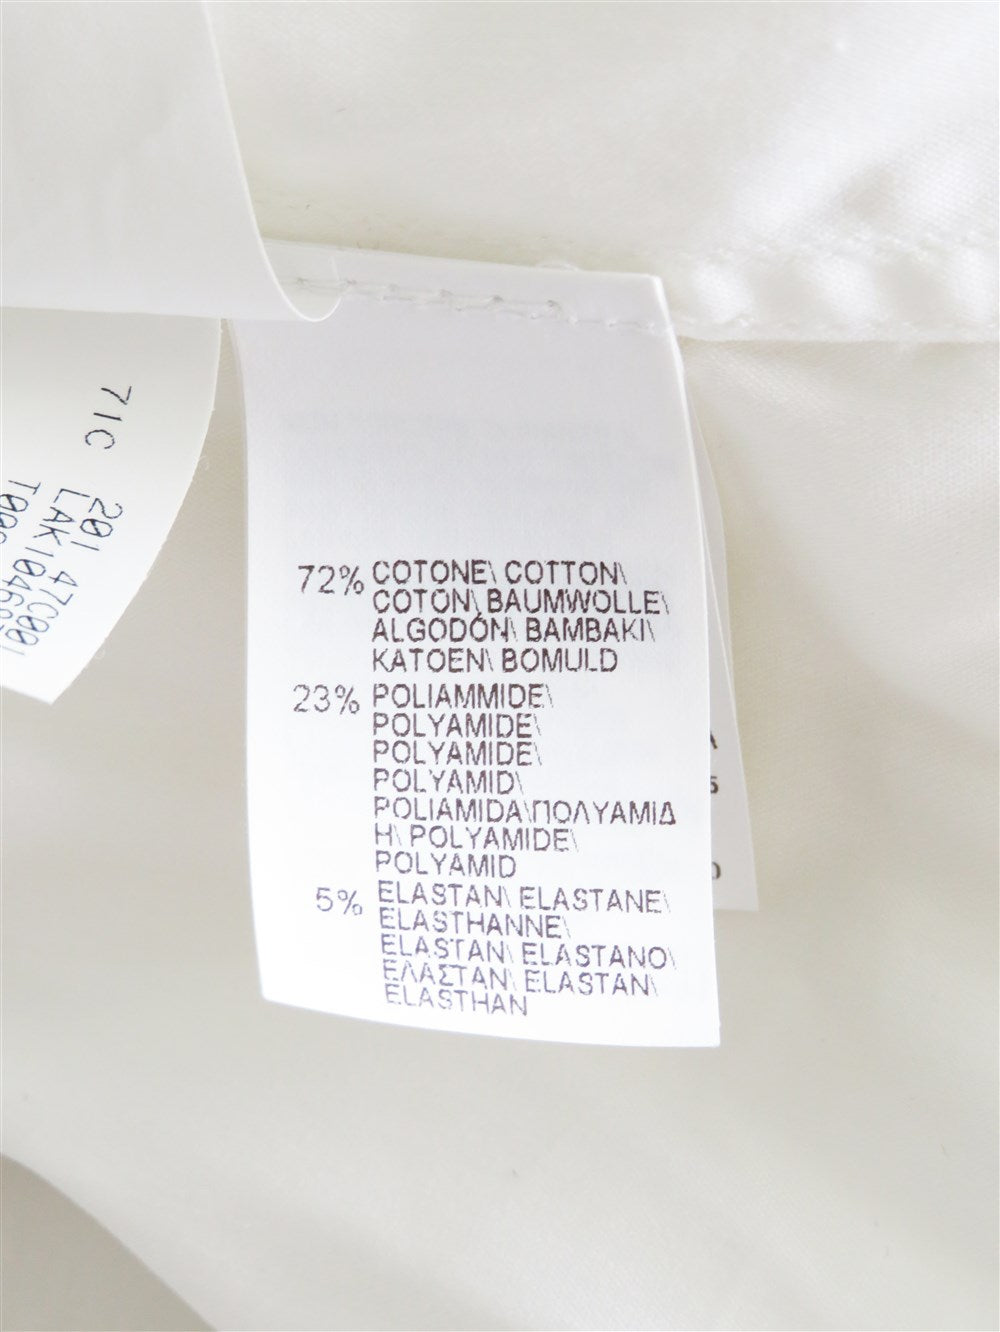 71C
201 47C001
72% COTONE\ COTTON\
COTON\ BAUMWOLLE\
ALGODÓN\ BAMBAKI\
KATOEN\ BOMULD
23% POLIAMMIDE\
POLYAMIDE\
POLYAMIDE\
POLYAMID\
POLIAMIDA\ΠΟΛΥΑΜΙΔ
Η\ POLYAMIDE\
POLYAMID
5% ELASTAN\ ELASTANE\
ELASTHANNE\
ELASTAN\ ELASTANO\
ΕΛΑΣΤΑΝ\ ELASTAN\
ELASTHAN